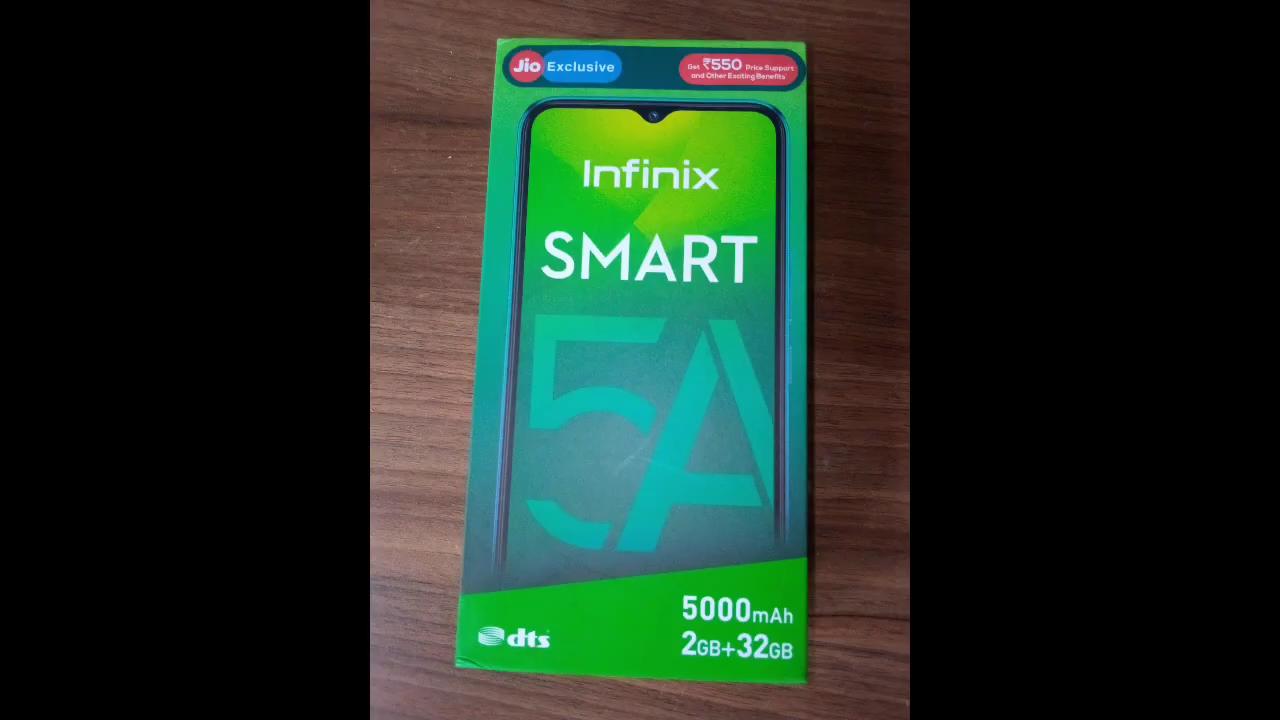 Jio Exclusive
Get ₹550 Price Support
and Other Exciting Benefits*
Infinix
SMART
5A
5000mAh
dts
2GB+32GB